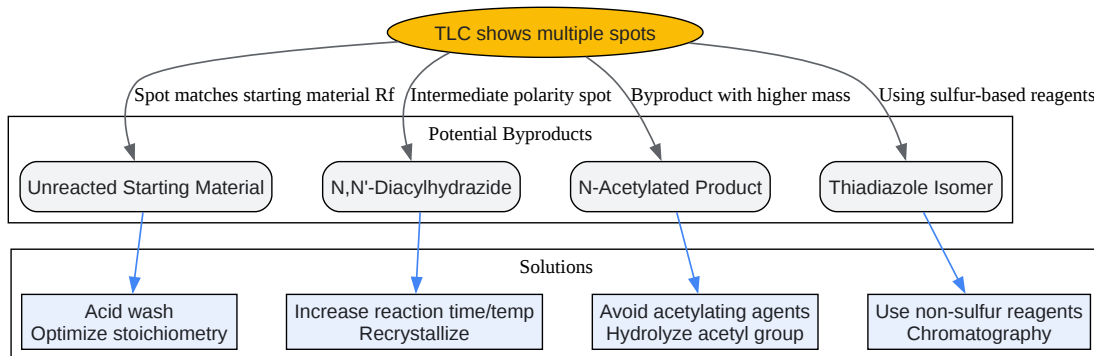 TLC shows multiple spots
Spot matches starting material Rf
Intermediate polarity spot
Byproduct with higher mass
Using sulfur-based reagents
Potential Byproducts
Unreacted Starting Material
N,N'-Diacylhydrazide
N-Acetylated Product
Thiadiazole Isomer
Solutions
Acid wash
Optimize stoichiometry
Increase reaction time/temp
Recrystallize
Avoid acetylating agents
Hydrolyze acetyl group
Use non-sulfur reagents
Chromatography